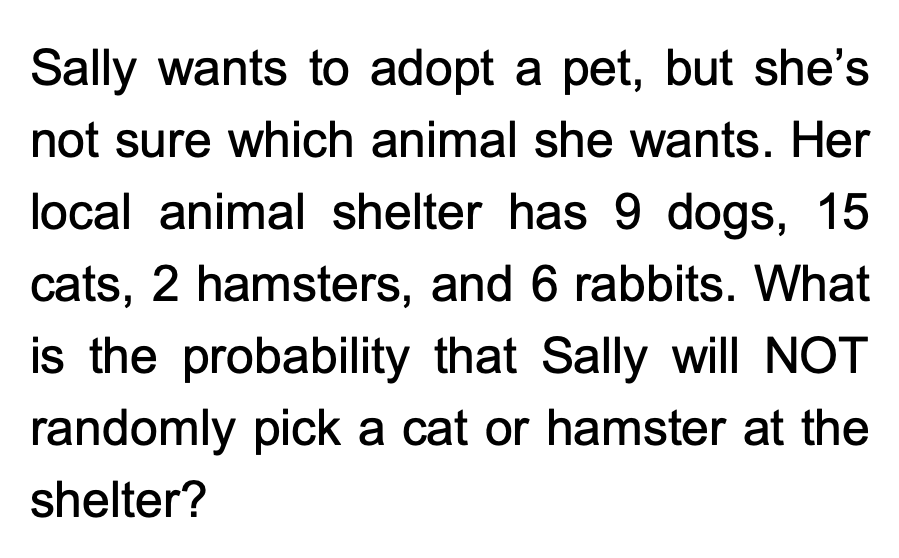 Sally wants to adopt a pet, but she’s
not sure which animal she wants. Her
local animal shelter has 9 dogs, 15
cats, 2 hamsters, and 6 rabbits. What
is the probability that Sally will NOT
randomly pick a cat or hamster at the
shelter?